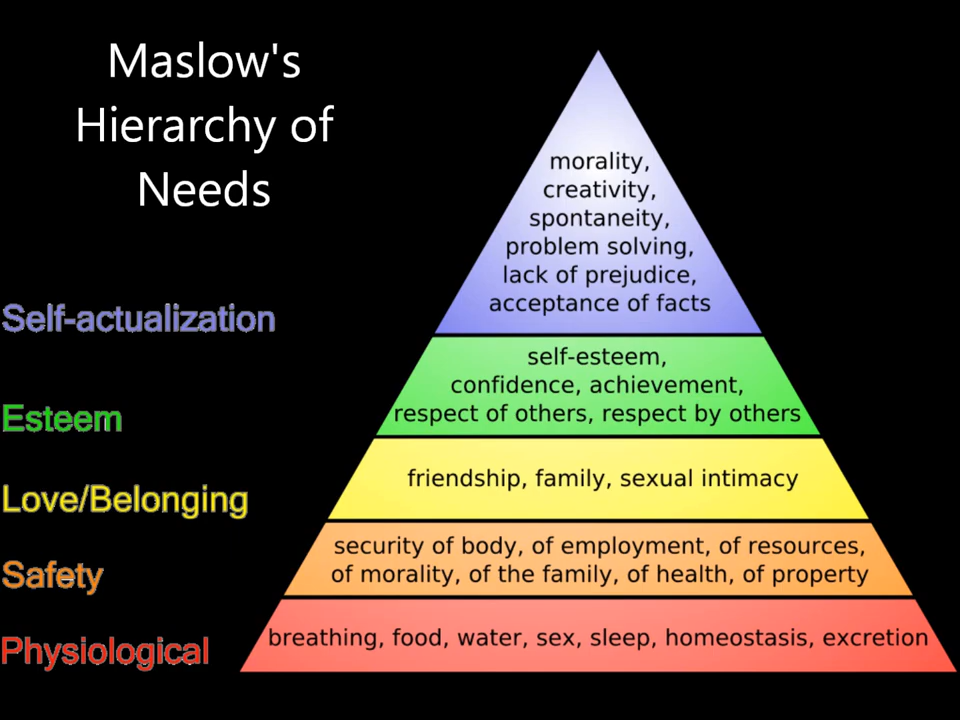 Maslow's
Hierarchy of
Needs
morality,
creativity,
spontaneity,
problem solving,
lack of prejudice,
acceptance of facts
Self-actualization
self-esteem,
confidence, achievement,
respect of others, respect by others
Esteem
friendship, family, sexual intimacy
Love/Belonging
security of body, of employment, of resources,
of morality, of the family, of health, of property
Safety
breathing, food, water, sex, sleep, homeostasis, excretion
Physiological